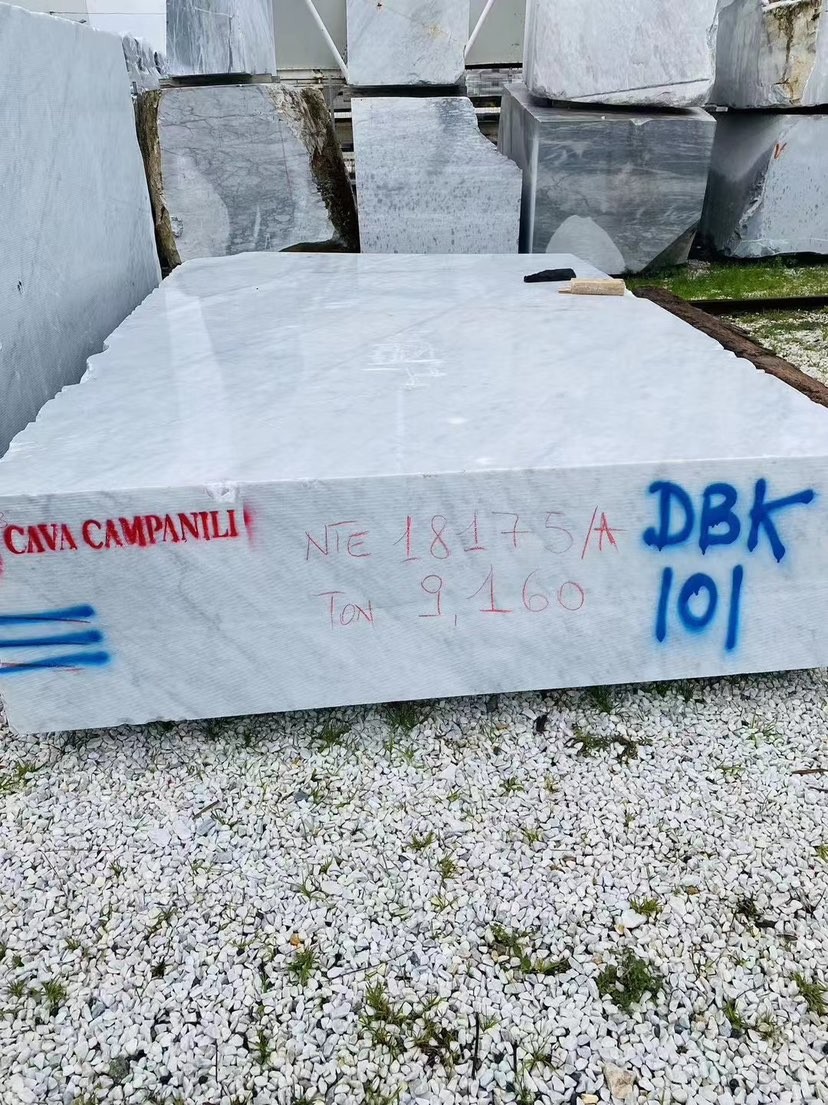 CAVA CAMPANILI
NTE 18175/A
TON 9,160
DBK
101